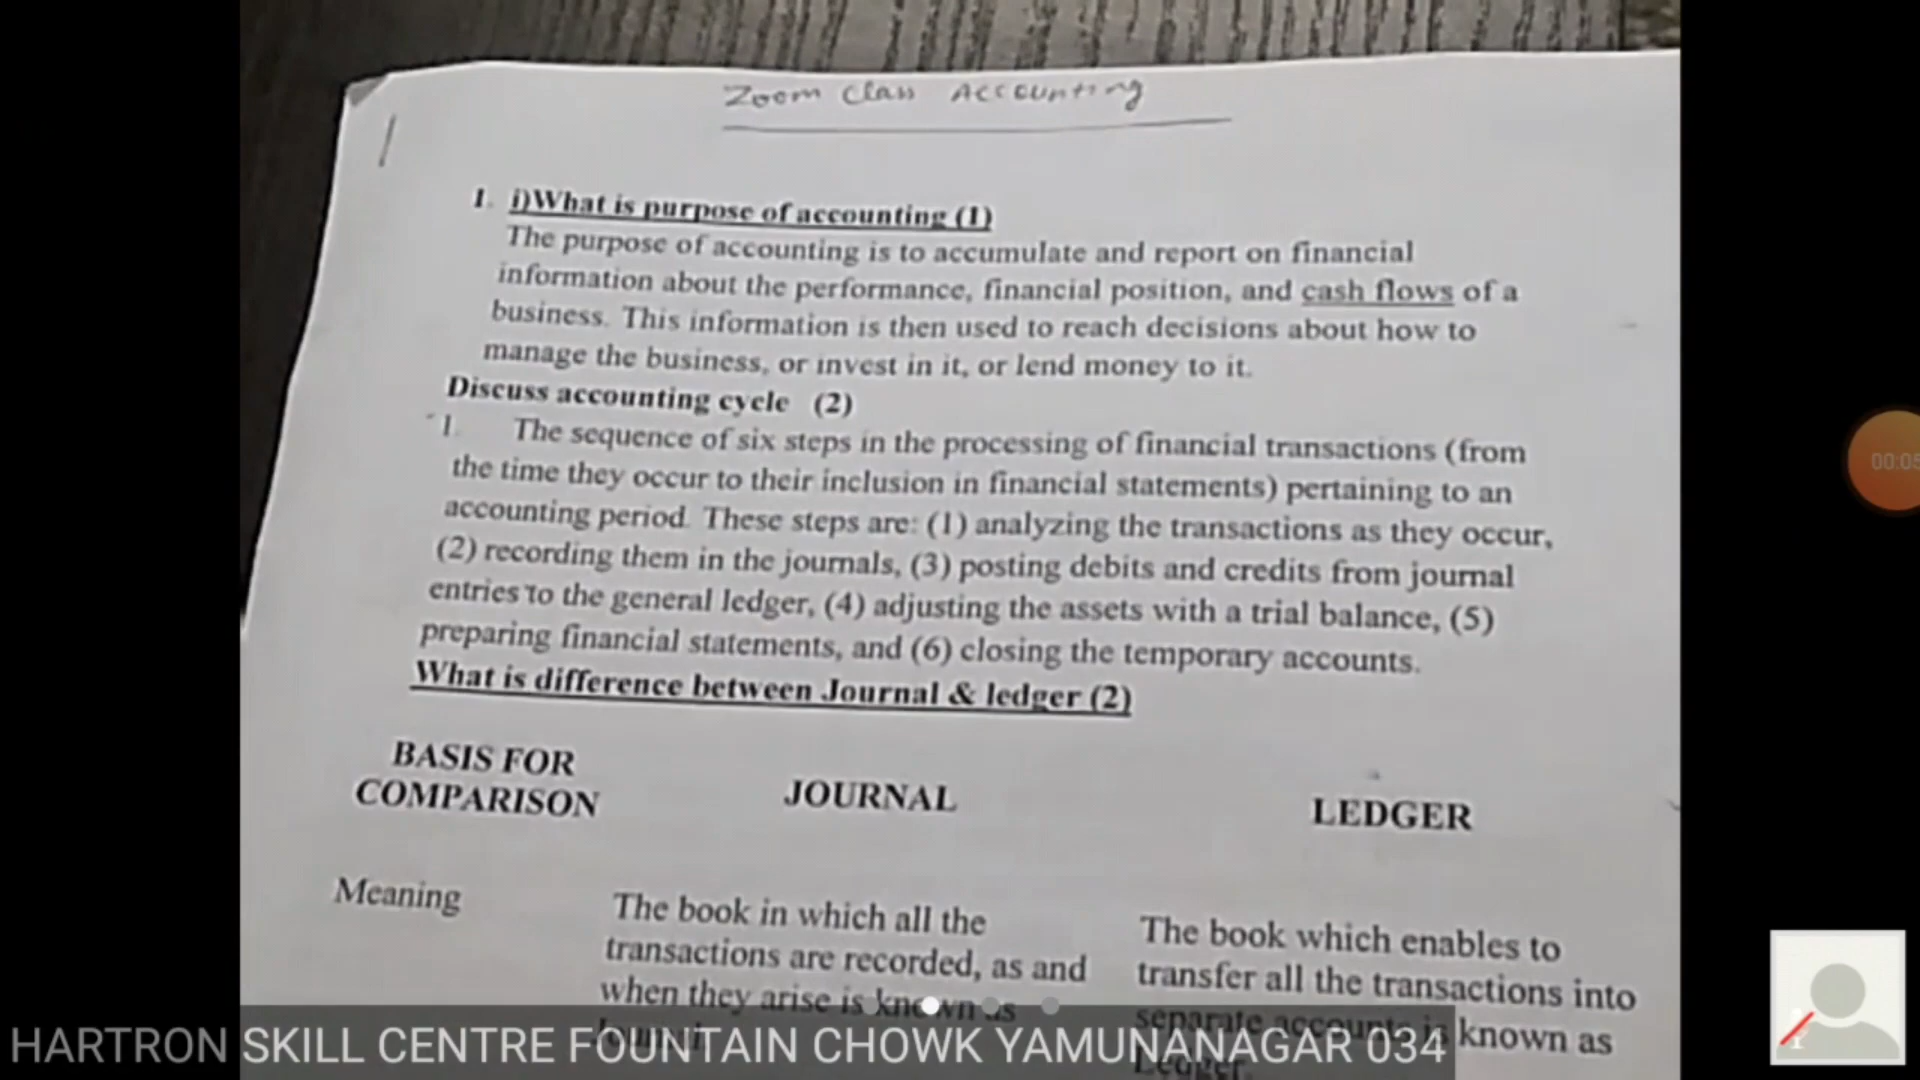 Zoom Class Accounting
1
1. i)What is purpose of accounting (1)
The purpose of accounting is to accumulate and report on financial
information about the performance, financial position, and cash flows of a
business. This information is then used to reach decisions about how to
manage the business, or invest in it, or lend money to it.
Discuss accounting cycle (2)
1. The sequence of six steps in the processing of financial transactions (from
the time they occur to their inclusion in financial statements) pertaining to an
accounting period. These steps are: (1) analyzing the transactions as they occur,
(2) recording them in the journals, (3) posting debits and credits from journal
entries to the general ledger, (4) adjusting the assets with a trial balance, (5)
preparing financial statements, and (6) closing the temporary accounts.
What is difference between Journal & ledger (2)
BASIS FOR
COMPARISON
JOURNAL
LEDGER
Meaning
The book in which all the
transactions are recorded, as and
when they arise is known as
Journal.
The book which enables to
transfer all the transactions into
separate accounts is known as
Ledger.
00:05
HARTRON SKILL CENTRE FOUNTAIN CHOWK YAMUNANAGAR 034